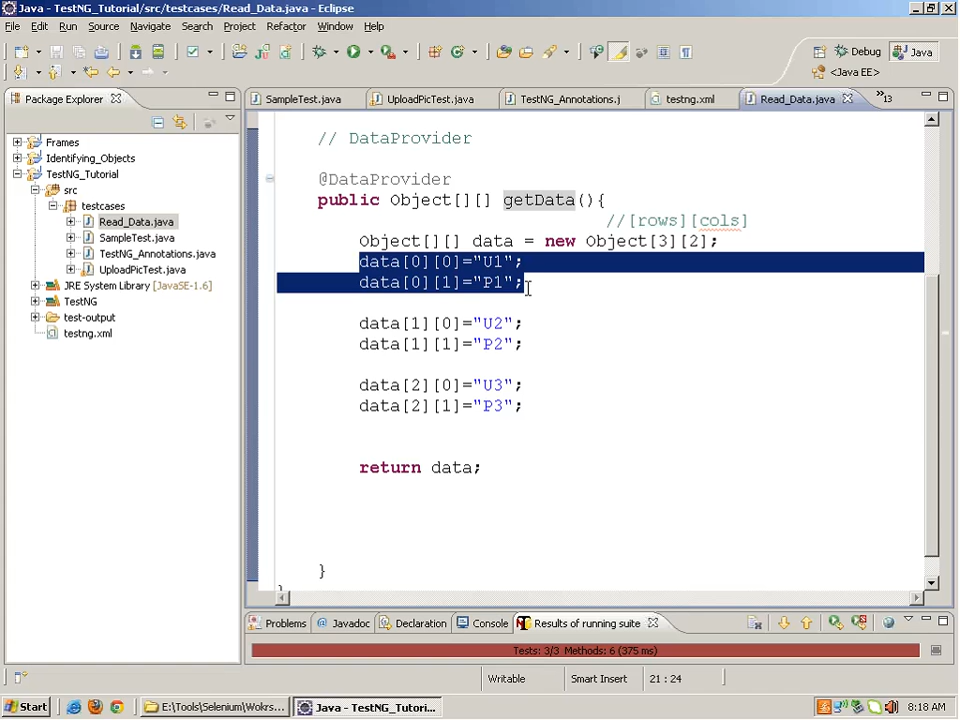 Java - TestNG_Tutorial/src/testcases/Read_Data.java - Eclipse
File Edit Run Source Navigate Search Project Refactor Window Help
Debug Java
<Java EE>
Package Explorer
SampleTest.java UploadPicTest.java TestNG_Annotations.j testng.xml Read_Data.java »13
Frames
Identifying_Objects
TestNG_Tutorial
src
testcases
Read_Data.java
SampleTest.java
TestNG_Annotations.java
UploadPicTest.java
JRE System Library [JavaSE-1.6]
TestNG
test-output
testng.xml
// DataProvider
@DataProvider
public Object[][] getData(){
//[rows][cols]
Object[][] data = new Object[3][2];
data[0][0]="U1";
data[0][1]="P1";
data[1][0]="U2";
data[1][1]="P2";
data[2][0]="U3";
data[2][1]="P3";
return data;
}
Problems Javadoc Declaration Console Results of running suite
Tests: 3/3 Methods: 6 (375 ms)
Writable Smart Insert 21 : 24
Start E:\Tools\Selenium\Wokrs... Java - TestNG_Tutori... 8:18 AM